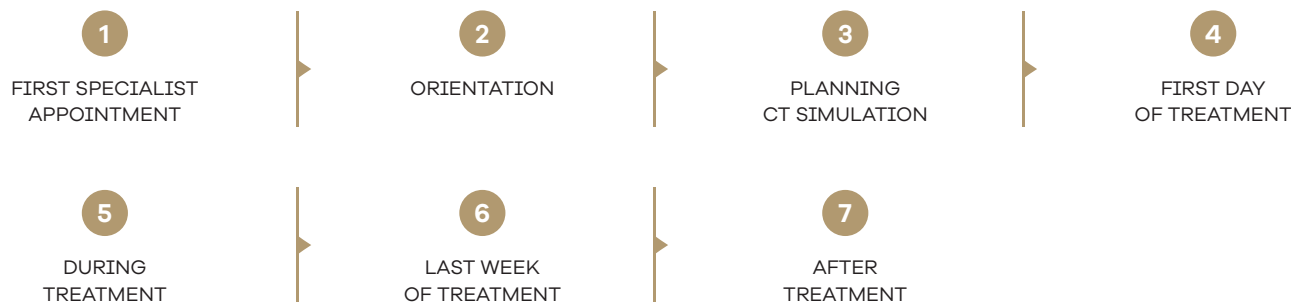 1
FIRST SPECIALIST
APPOINTMENT
2
ORIENTATION
3
PLANNING
CT SIMULATION
4
FIRST DAY
OF TREATMENT
5
DURING
TREATMENT
6
LAST WEEK
OF TREATMENT
7
AFTER
TREATMENT